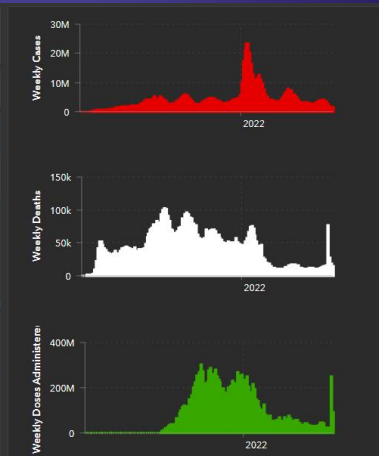 Weekly Cases
30M
20M
10M
0
2022
Weekly Deaths
150k
100k
50k
0
2022
Weekly Doses Administere
400M
200M
0
2022